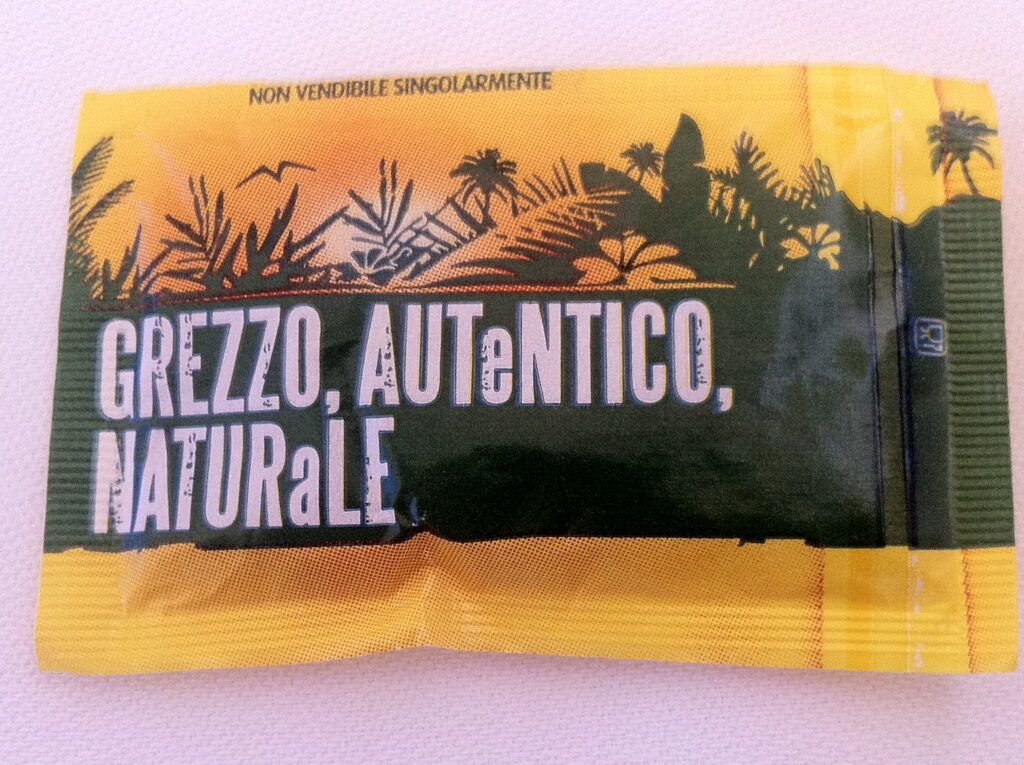 NON VENDIBILE SINGOLARMENTE
GREZZO, AUTeNTICO,
NATURaLE